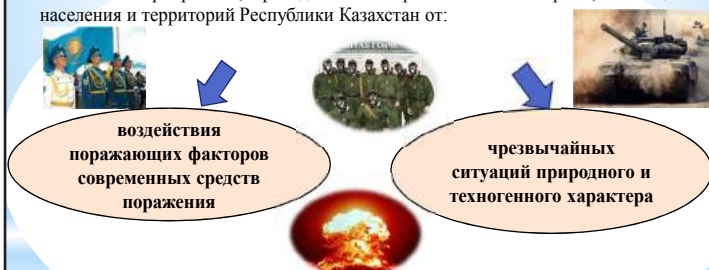 населения и территорий Республики Казахстан от:
воздействия
поражающих факторов
современных средств
поражения
чрезвычайных
ситуаций природного и
техногенного характера